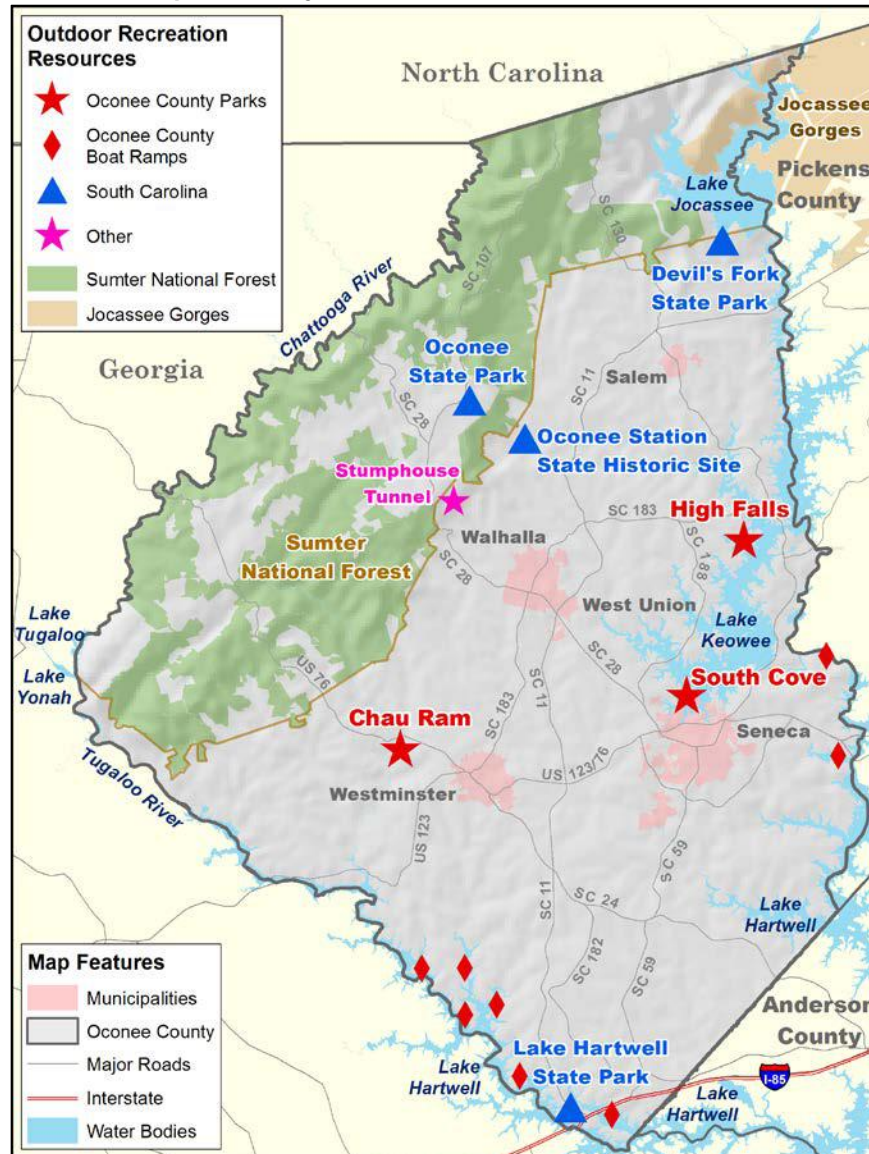 Outdoor Recreation
Resources
Oconee County Parks
Oconee County
Boat Ramps
South Carolina
Other
Sumter National Forest
Jocassee Gorges
North Carolina
Jocassee
Gorges
Pickens
County
Lake
Jocassee
SC 130
SC 107
Devil's Fork
State Park
Chattooga River
Georgia
Oconee
State Park
Salem
SC 11
SC 28
Oconee Station
State Historic Site
Stumphouse
Tunnel
High Falls
SC 183
Walhalla
SC 188
Sumter
National Forest
SC 28
West Union
Lake
Tugaloo
Lake
Keowee
Lake
Yonah
SC 28
South Cove
US 76
SC 183
SC 11
Chau Ram
Seneca
Tugaloo River
US 123/76
Westminster
US 123
SC 59
SC 11
SC 24
Lake
Hartwell
SC 182
SC 59
Map Features
Municipalities
Oconee County
Major Roads
Interstate
Water Bodies
Anderson
County
Lake Hartwell
State Park
Lake
Hartwell
I-85
Lake
Hartwell